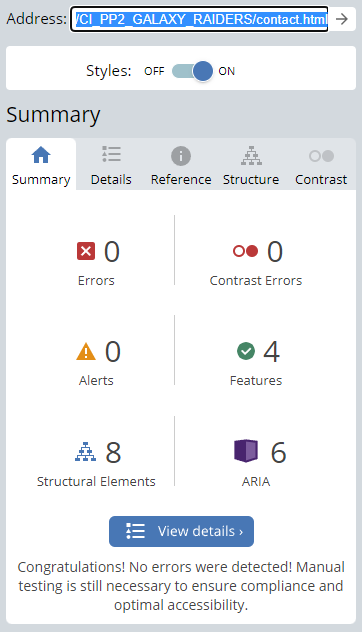 Address: /CI_PP2_GALAXY_RAIDERS/contact.html
Styles: OFF ON
Summary
Summary Details Reference Structure Contrast
0 0
Errors Contrast Errors
0 4
Alerts Features
8 6
Structural Elements ARIA
View details ›
Congratulations! No errors were detected! Manual
testing is still necessary to ensure compliance and
optimal accessibility.